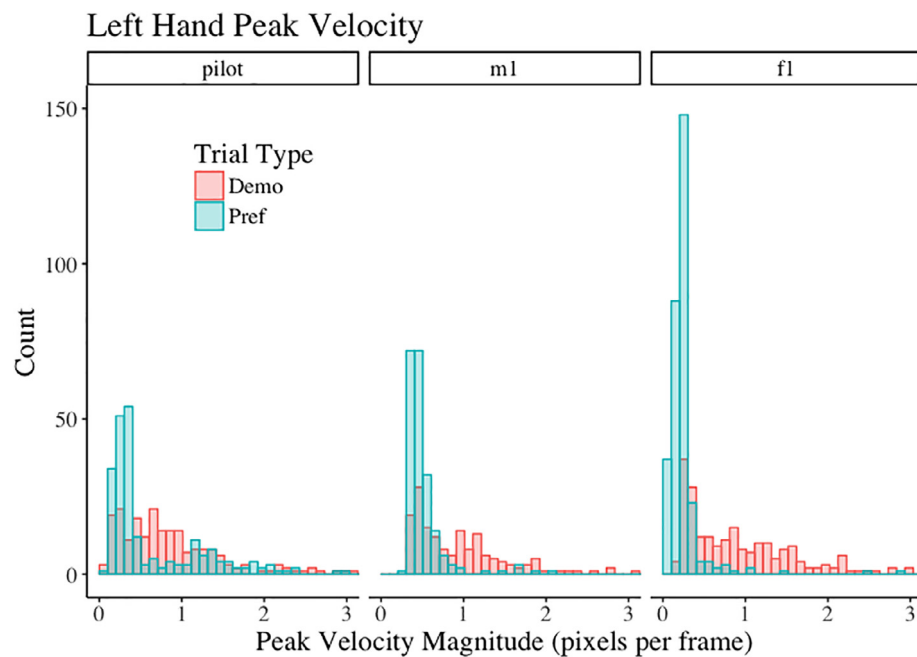 Left Hand Peak Velocity
pilot
m1
f1
Trial Type
Demo
Pref
150
100
50
0
Count
0 1 2 3
0 1 2 3
0 1 2 3
Peak Velocity Magnitude (pixels per frame)